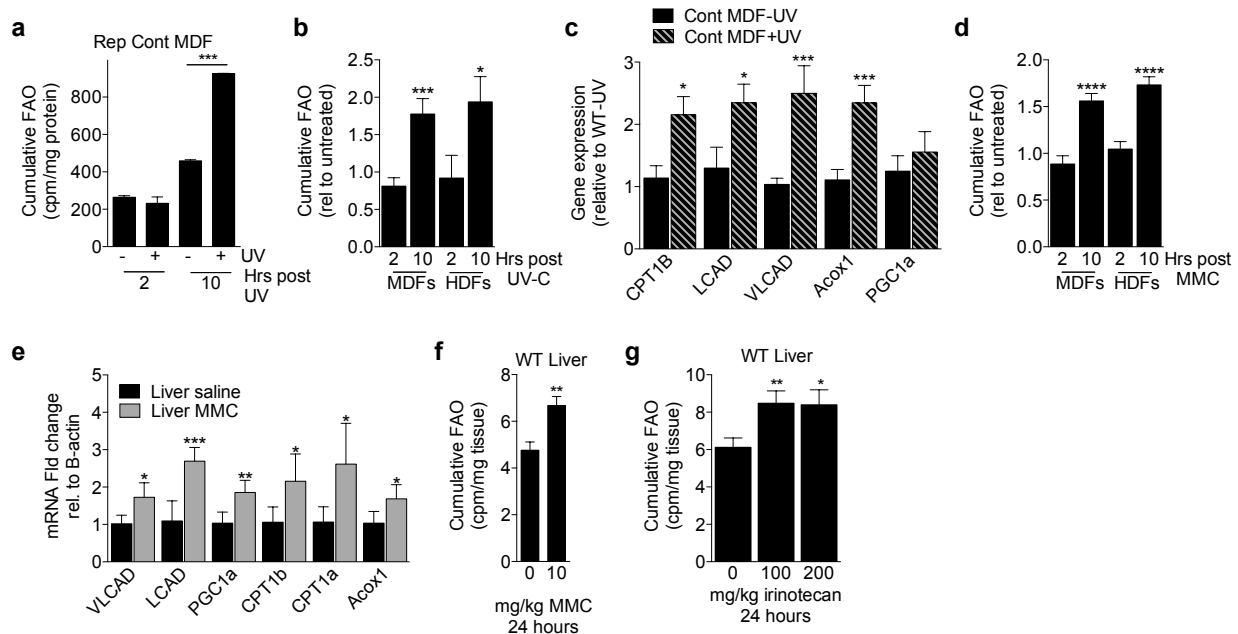 a
Rep Cont MDF
***
Cumulative FAO
(cpm/mg protein)
800
600
400
200
0
- + - + UV
2 10 Hrs post
UV
b
Cumulative FAO
(rel to untreated)
2.5
2.0
1.5
1.0
0.5
0.0
*** *
2 10 2 10 Hrs post
MDFs HDFs UV-C
c
Cont MDF-UV
Cont MDF+UV
Gene expression
(relative to WT-UV)
3
2
1
0
* * *** ***
CPT1B LCAD VLCAD Acox1 PGC1a
d
Cumulative FAO
(rel to untreated)
2.0
1.5
1.0
0.5
0.0
**** ****
2 10 2 10 Hrs post
MDFs HDFs MMC
e
Liver saline
Liver MMC
mRNA Fld change
rel. to B-actin
5
4
3
2
1
0
* *** ** * * *
VLCAD LCAD PGC1a CPT1b CPT1a Acox1
f
WT Liver
Cumulative FAO
(cpm/mg tissue)
8
6
4
2
0
**
0 10
mg/kg MMC
24 hours
g
WT Liver
Cumulative FAO
(cpm/mg tissue)
10
8
6
4
2
0
** *
0 100 200
mg/kg irinotecan
24 hours